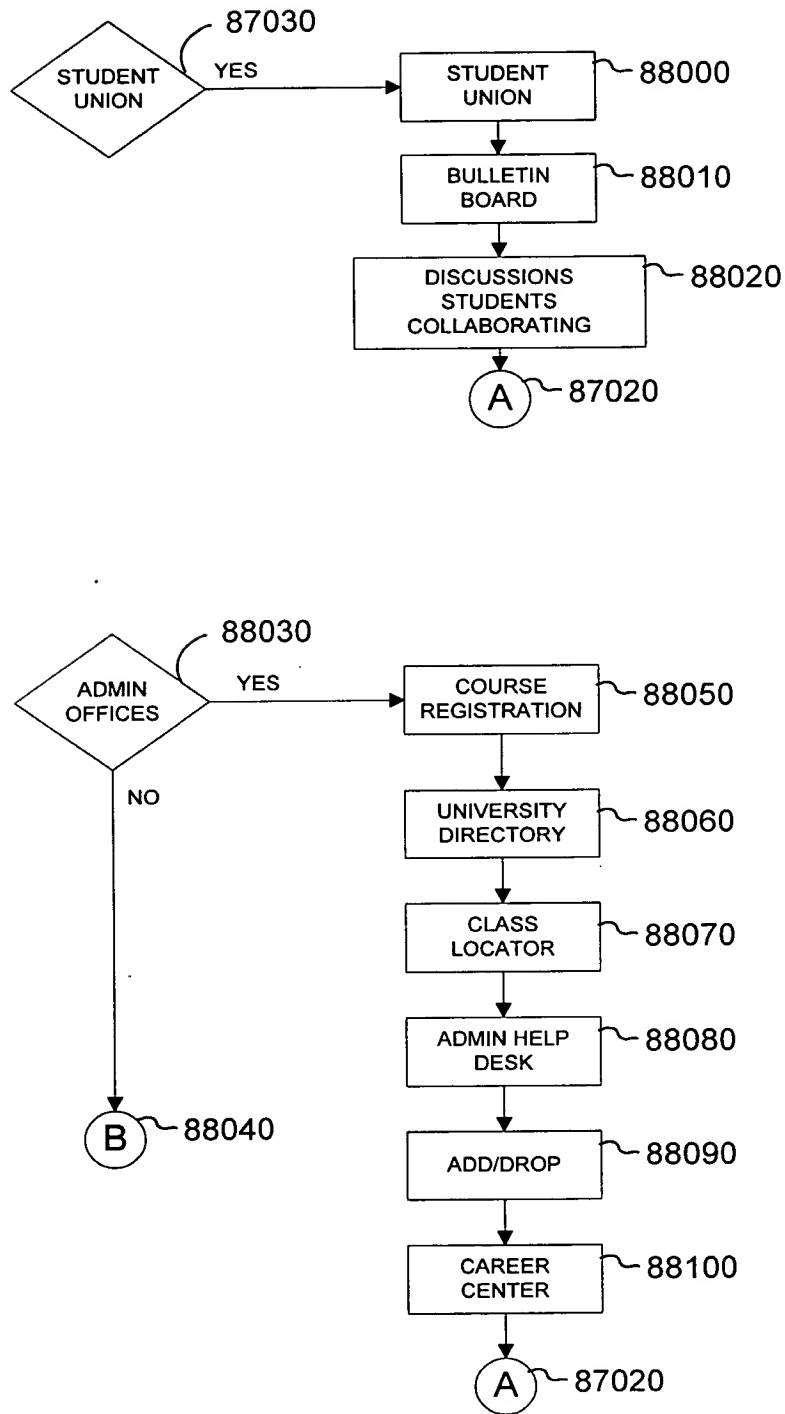 87030
STUDENT
UNION
YES
STUDENT
UNION
88000
BULLETIN
BOARD
88010
DISCUSSIONS
STUDENTS
COLLABORATING
88020
A
87020
88030
ADMIN
OFFICES
YES
NO
COURSE
REGISTRATION
88050
UNIVERSITY
DIRECTORY
88060
CLASS
LOCATOR
88070
ADMIN HELP
DESK
88080
B
88040
ADD/DROP
88090
CAREER
CENTER
88100
A
87020